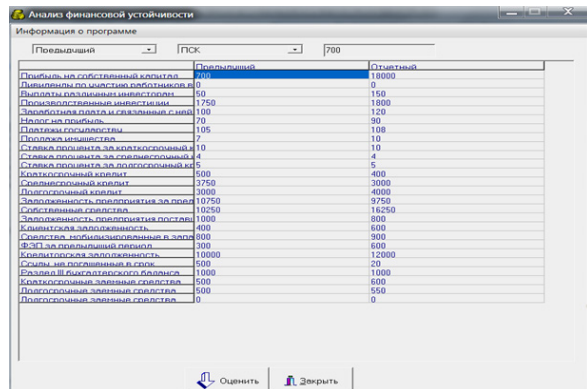 Анализ финансовой устойчивости
Информация о программе
Предыдущий ПСК 700
Предыдущий Отчетный
Прибыль на собственный капитал 700 18000
Дивиденды по участию работников в 0 0
Выплаты различным инвесторам 50 150
Производственные инвестиции 1750 1800
Заработная плата и связанные с ней 100 120
Налог на прибыль 70 90
Платежи государству 105 108
Продажа имущества 7 10
Ставка процента за краткосрочный к 10 10
Ставка процента за среднесрочный 4 4
Ставка процента за долгосрочный кр 5 5
Краткосрочный кредит 500 400
Среднесрочный кредит 3750 3000
Долгосрочный кредит 3000 4000
Задолженность предприятия за пред 10750 9750
Собственные средства 10250 16250
Задолженность предприятия постав 1000 800
Клиентская задолженность 400 600
Средства, мобилизированные в запа 800 900
ФЭП за предыдущий период 300 600
Кредиторская задолженность 10000 12000
Ссуды, не погашенные в срок 500 20
Раздел III бухгалтерского баланса 1000 1000
Краткосрочные заемные средства 500 600
Долгосрочные заемные средства 500 550
Долгосрочные заемные средства 0 0
Оценить Закрыть